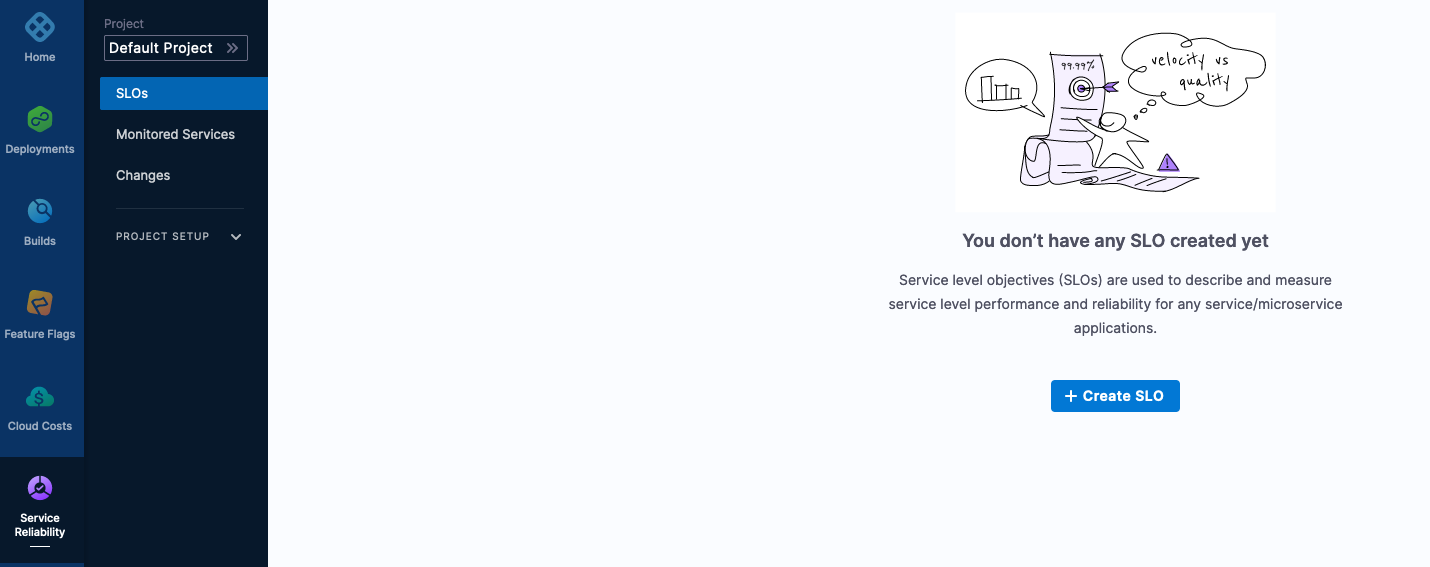 Home
Deployments
Builds
Feature Flags
Cloud Costs
Service
Reliability
Project
Default Project
SLOs
Monitored Services
Changes
PROJECT SETUP
99.99%
velocity vs
quality
You don’t have any SLO created yet
Service level objectives (SLOs) are used to describe and measure
service level performance and reliability for any service/microservice
applications.
+ Create SLO